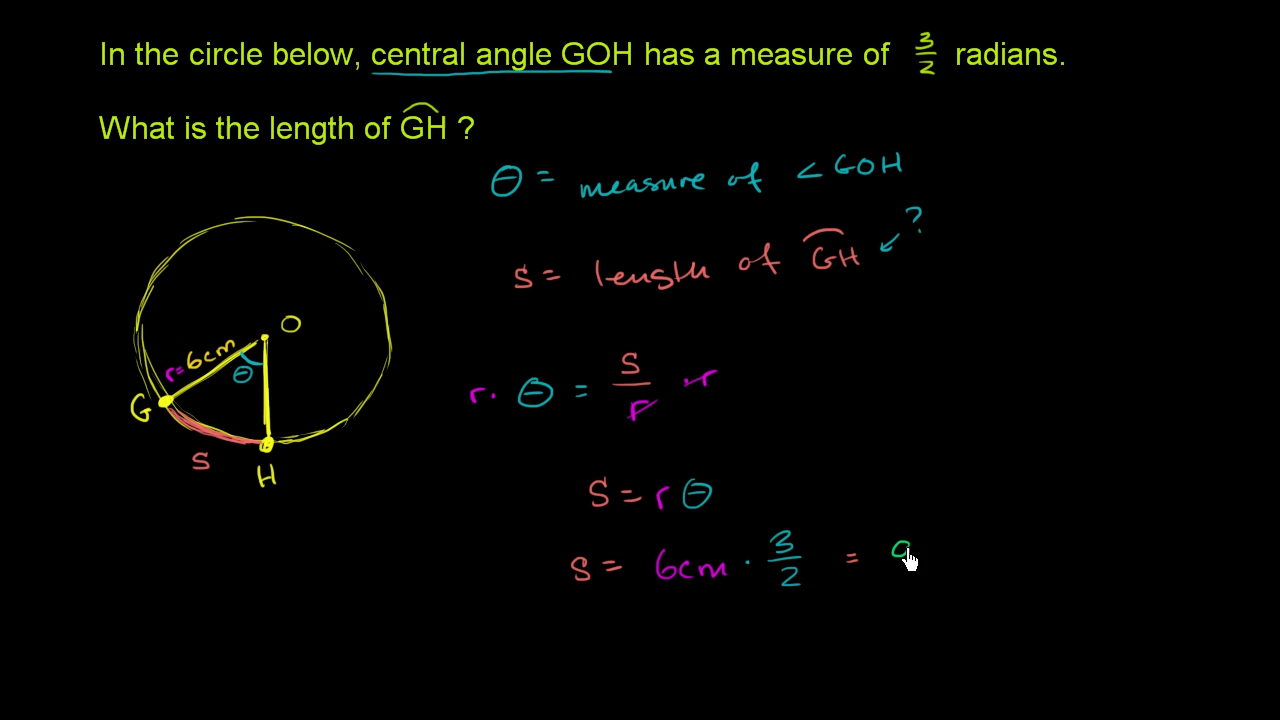 In the circle below, central angle GOH has a measure of 3/2 radians.
What is the length of GH ?
θ = measure of ∠GOH
s = length of GH ?
O
r=6cm
θ
G
S
H
r. θ = s/r · r
S = r θ
S = 6cm · 3/2 =